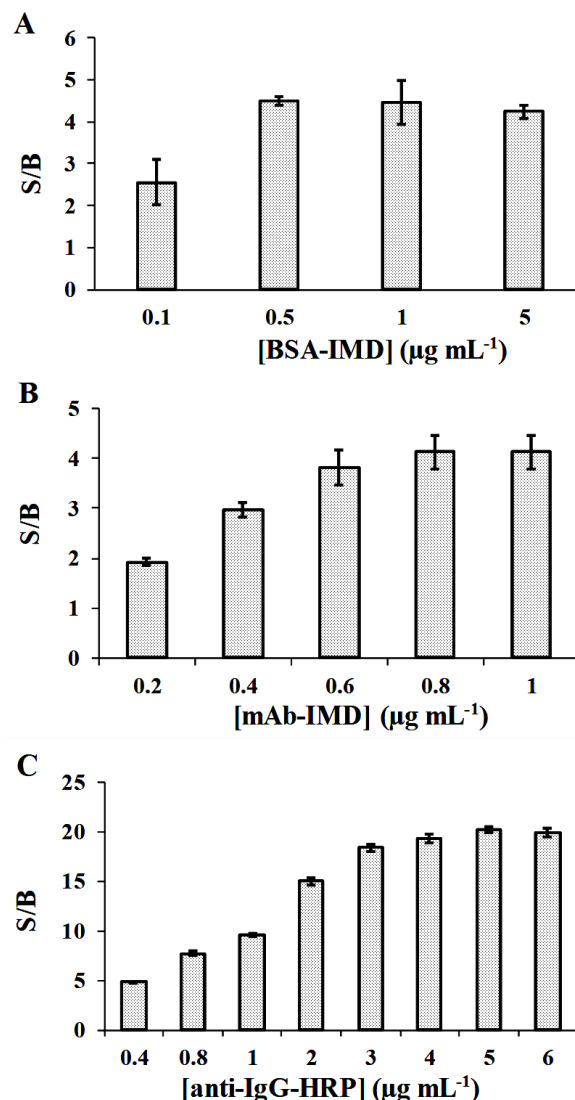 A
6
5
4
3
2
1
0
S/B
0.1 0.5 1 5
[BSA-IMD] (µg mL⁻¹)
B
5
4
3
2
1
0
S/B
0.2 0.4 0.6 0.8 1
[mAb-IMD] (µg mL⁻¹)
C
25
20
15
10
5
0
S/B
0.4 0.8 1 2 3 4 5 6
[anti-IgG-HRP] (µg mL⁻¹)